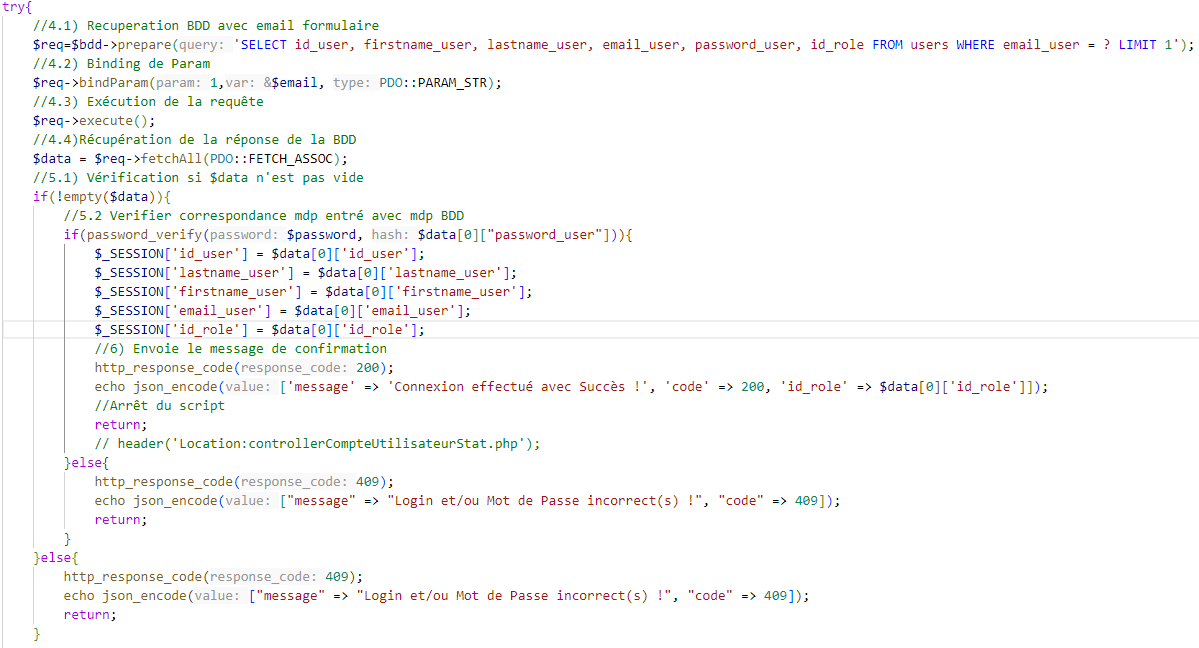 try{
//4.1) Recuperation BDD avec email formulaire
$req=$bdd->prepare(query: 'SELECT id_user, firstname_user, lastname_user, email_user, password_user, id_role FROM users WHERE email_user = ? LIMIT 1');
//4.2) Binding de Param
$req->bindParam(param: 1,var: &$email, type: PDO::PARAM_STR);
//4.3) Exécution de la requête
$req->execute();
//4.4)Récupération de la réponse de la BDD
$data = $req->fetchAll(PDO::FETCH_ASSOC);
//5.1) Vérification si $data n'est pas vide
if(!empty($data)){
//5.2 Verifier correspondance mdp entré avec mdp BDD
if(password_verify(password: $password, hash: $data[0]["password_user"])){
$_SESSION['id_user'] = $data[0]['id_user'];
$_SESSION['lastname_user'] = $data[0]['lastname_user'];
$_SESSION['firstname_user'] = $data[0]['firstname_user'];
$_SESSION['email_user'] = $data[0]['email_user'];
$_SESSION['id_role'] = $data[0]['id_role'];
//6) Envoie le message de confirmation
http_response_code(response_code: 200);
echo json_encode(value: ['message' => 'Connexion effectué avec Succès !', 'code' => 200, 'id_role' => $data[0]['id_role']]);
//Arrêt du script
return;
// header('Location:controllerCompteUtilisateurStat.php');
}else{
http_response_code(response_code: 409);
echo json_encode(value: ["message" => "Login et/ou Mot de Passe incorrect(s) !", "code" => 409]);
return;
}
}else{
http_response_code(response_code: 409);
echo json_encode(value: ["message" => "Login et/ou Mot de Passe incorrect(s) !", "code" => 409]);
return;
}